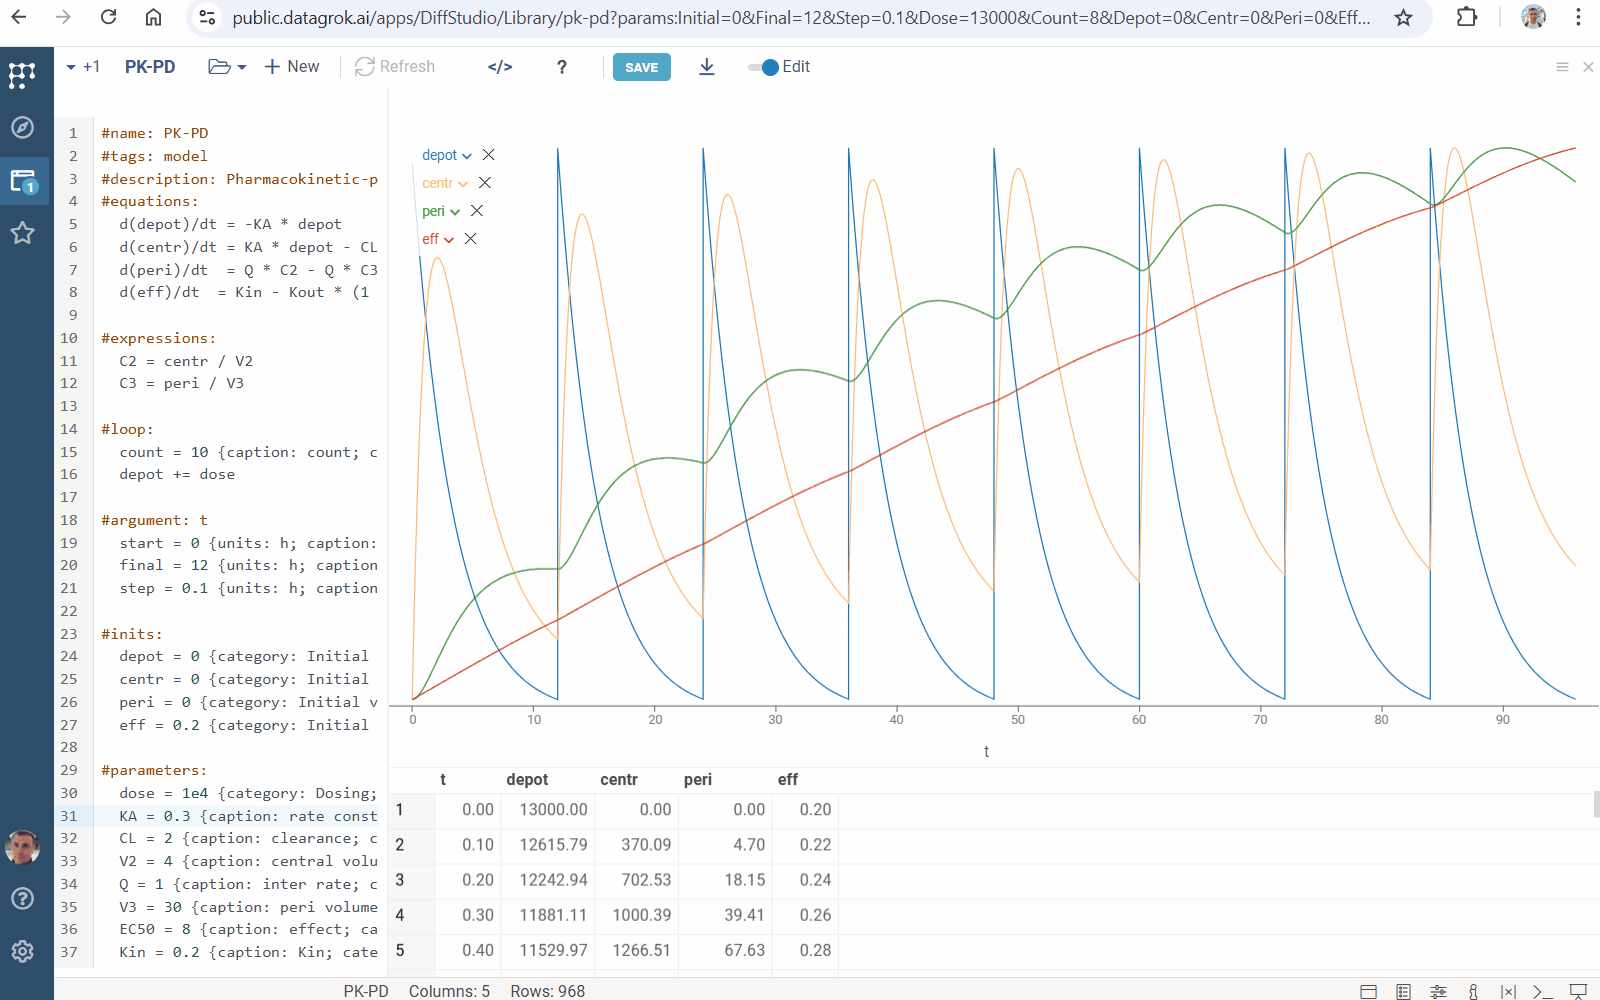 public.datagrok.ai/apps/DiffStudio/Library/pk-pd?params:Initial=0&Final=12&Step=0.1&Dose=13000&Count=8&Depot=0&Centr=0&Peri=0&Eff...
+1 PK-PD New Refresh </> ? SAVE Edit
1 #name: PK-PD
2 #tags: model
3 #description: Pharmacokinetic-p
4 #equations:
5 d(depot)/dt = -KA * depot
6 d(centr)/dt = KA * depot - CL
7 d(peri)/dt = Q * C2 - Q * C3
8 d(eff)/dt = Kin - Kout * (1
9
10 #expressions:
11 C2 = centr / V2
12 C3 = peri / V3
13
14 #loop:
15 count = 10 {caption: count; c
16 depot += dose
17
18 #argument: t
19 start = 0 {units: h; caption:
20 final = 12 {units: h; caption
21 step = 0.1 {units: h; caption
22
23 #inits:
24 depot = 0 {category: Initial
25 centr = 0 {category: Initial
26 peri = 0 {category: Initial v
27 eff = 0.2 {category: Initial
28
29 #parameters:
30 dose = 1e4 {category: Dosing;
31 KA = 0.3 {caption: rate const
32 CL = 2 {caption: clearance; c
33 V2 = 4 {caption: central volu
34 Q = 1 {caption: inter rate; c
35 V3 = 30 {caption: peri volume
36 EC50 = 8 {caption: effect; ca
37 Kin = 0.2 {caption: Kin; cate
1
depot
centr
peri
eff
0 10 20 30 40 50 60 70 80 90
t
t depot centr peri eff
1 0.00 13000.00 0.00 0.00 0.20
2 0.10 12615.79 370.09 4.70 0.22
3 0.20 12242.94 702.53 18.15 0.24
4 0.30 11881.11 1000.39 39.41 0.26
5 0.40 11529.97 1266.51 67.63 0.28
PK-PD Columns: 5 Rows: 968